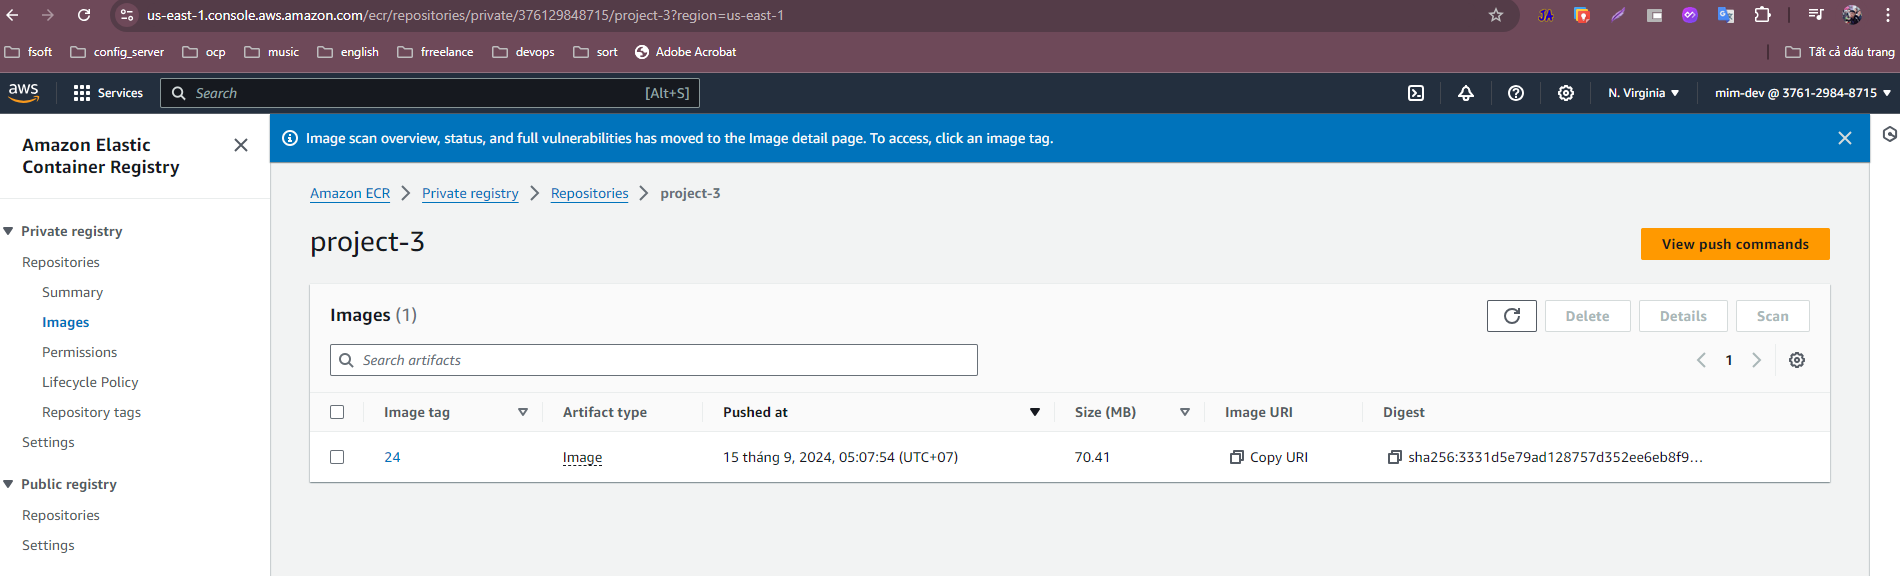 us-east-1.console.aws.amazon.com/ecr/repositories/private/376129848715/project-3?region=us-east-1
fsoft config_server ocp music english frreelance devops sort Adobe Acrobat Tất cả dấu trang
aws Services Search [Alt+S] N. Virginia mim-dev @ 3761-2984-8715
Amazon Elastic
Container Registry
Private registry
Repositories
Summary
Images
Permissions
Lifecycle Policy
Repository tags
Settings
Public registry
Repositories
Settings
Image scan overview, status, and full vulnerabilities has moved to the Image detail page. To access, click an image tag.
Amazon ECR Private registry Repositories project-3
project-3
View push commands
Images (1)
Delete Details Scan
Search artifacts
1
Image tag Artifact type Pushed at Size (MB) Image URI Digest
24 Image 15 tháng 9, 2024, 05:07:54 (UTC+07) 70.41 Copy URI sha256:3331d5e79ad128757d352ee6eb8f9...